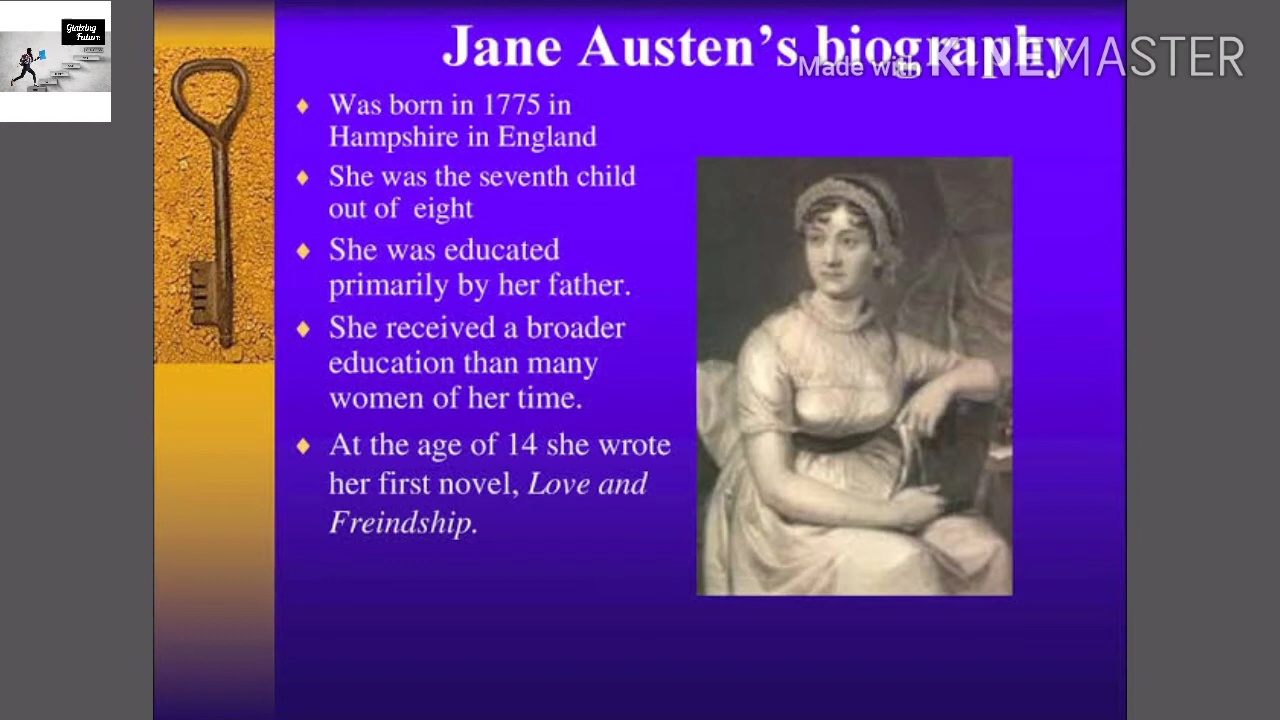 Glaizing
Future
Jane Austen's biography
Made with KINEMASTER
Was born in 1775 in
Hampshire in England
She was the seventh child
out of eight
She was educated
primarily by her father.
She received a broader
education than many
women of her time.
At the age of 14 she wrote
her first novel, Love and
Freindship.